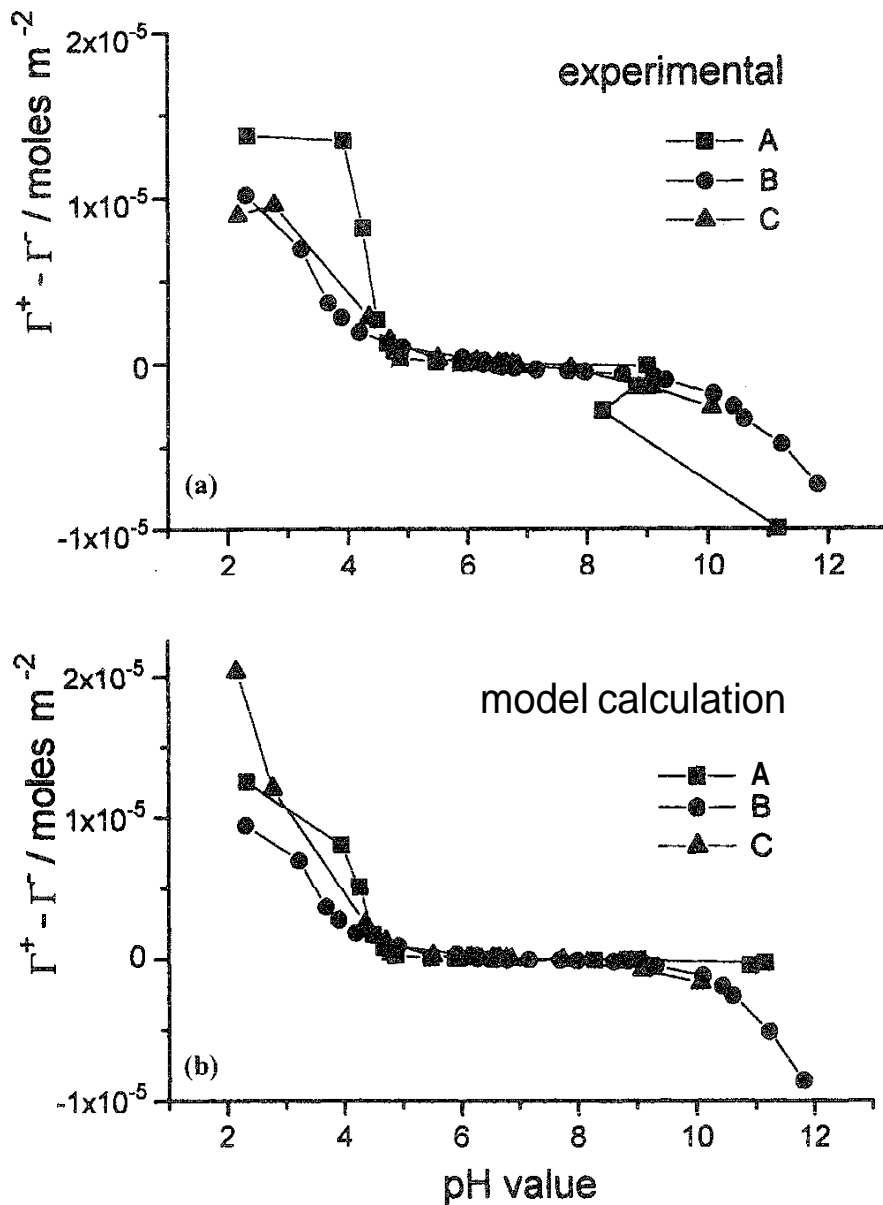 2x10⁻⁵
experimental
A
B
C
1x10⁻⁵
0
-1x10⁻⁵
Γ⁺ - Γ⁻ / moles m⁻²
(a)
2 4 6 8 10 12
2x10⁻⁵
model calculation
A
B
C
1x10⁻⁵
0
-1x10⁻⁵
Γ⁺ - Γ⁻ / moles m⁻²
(b)
2 4 6 8 10 12
pH value